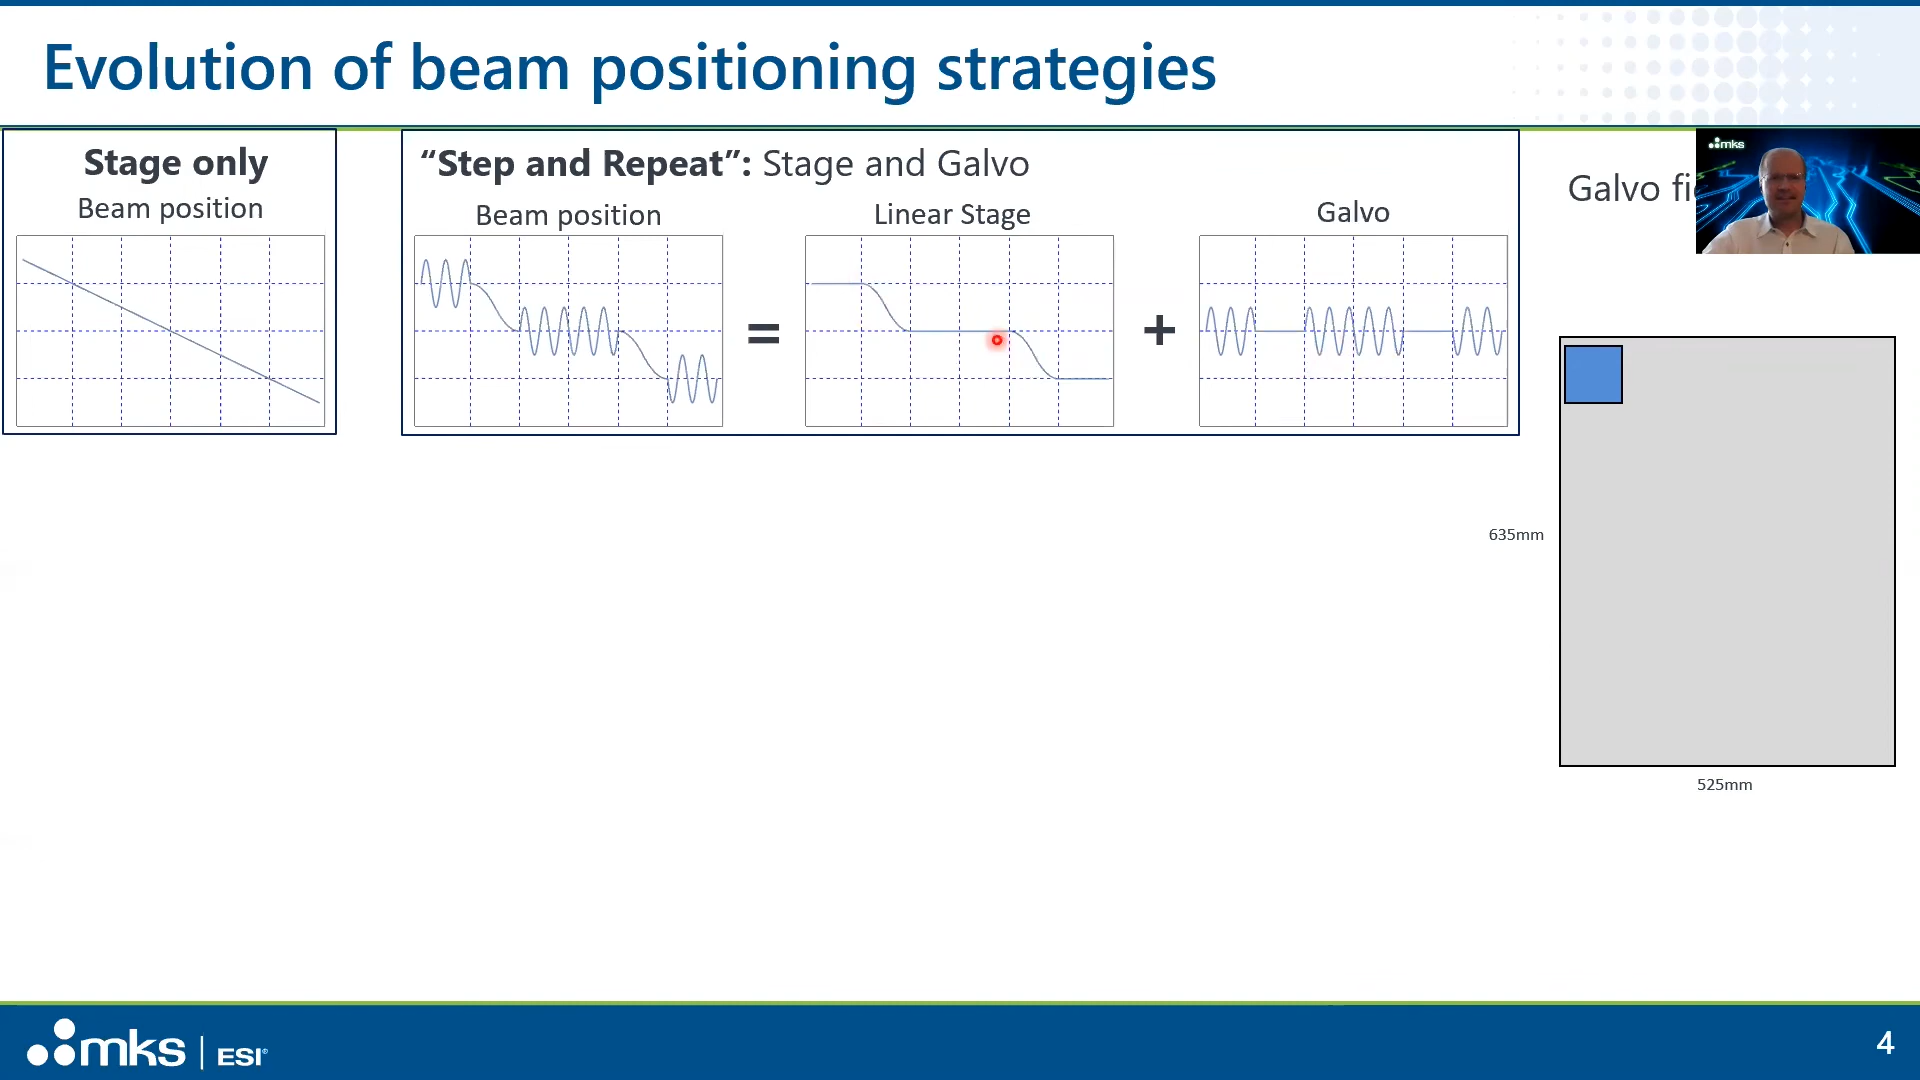 Evolution of beam positioning strategies
Stage only
Beam position
“Step and Repeat”: Stage and Galvo
Beam position
Linear Stage
Galvo
=
+
Galvo fi
mks
635mm
525mm
mks | ESI®
4